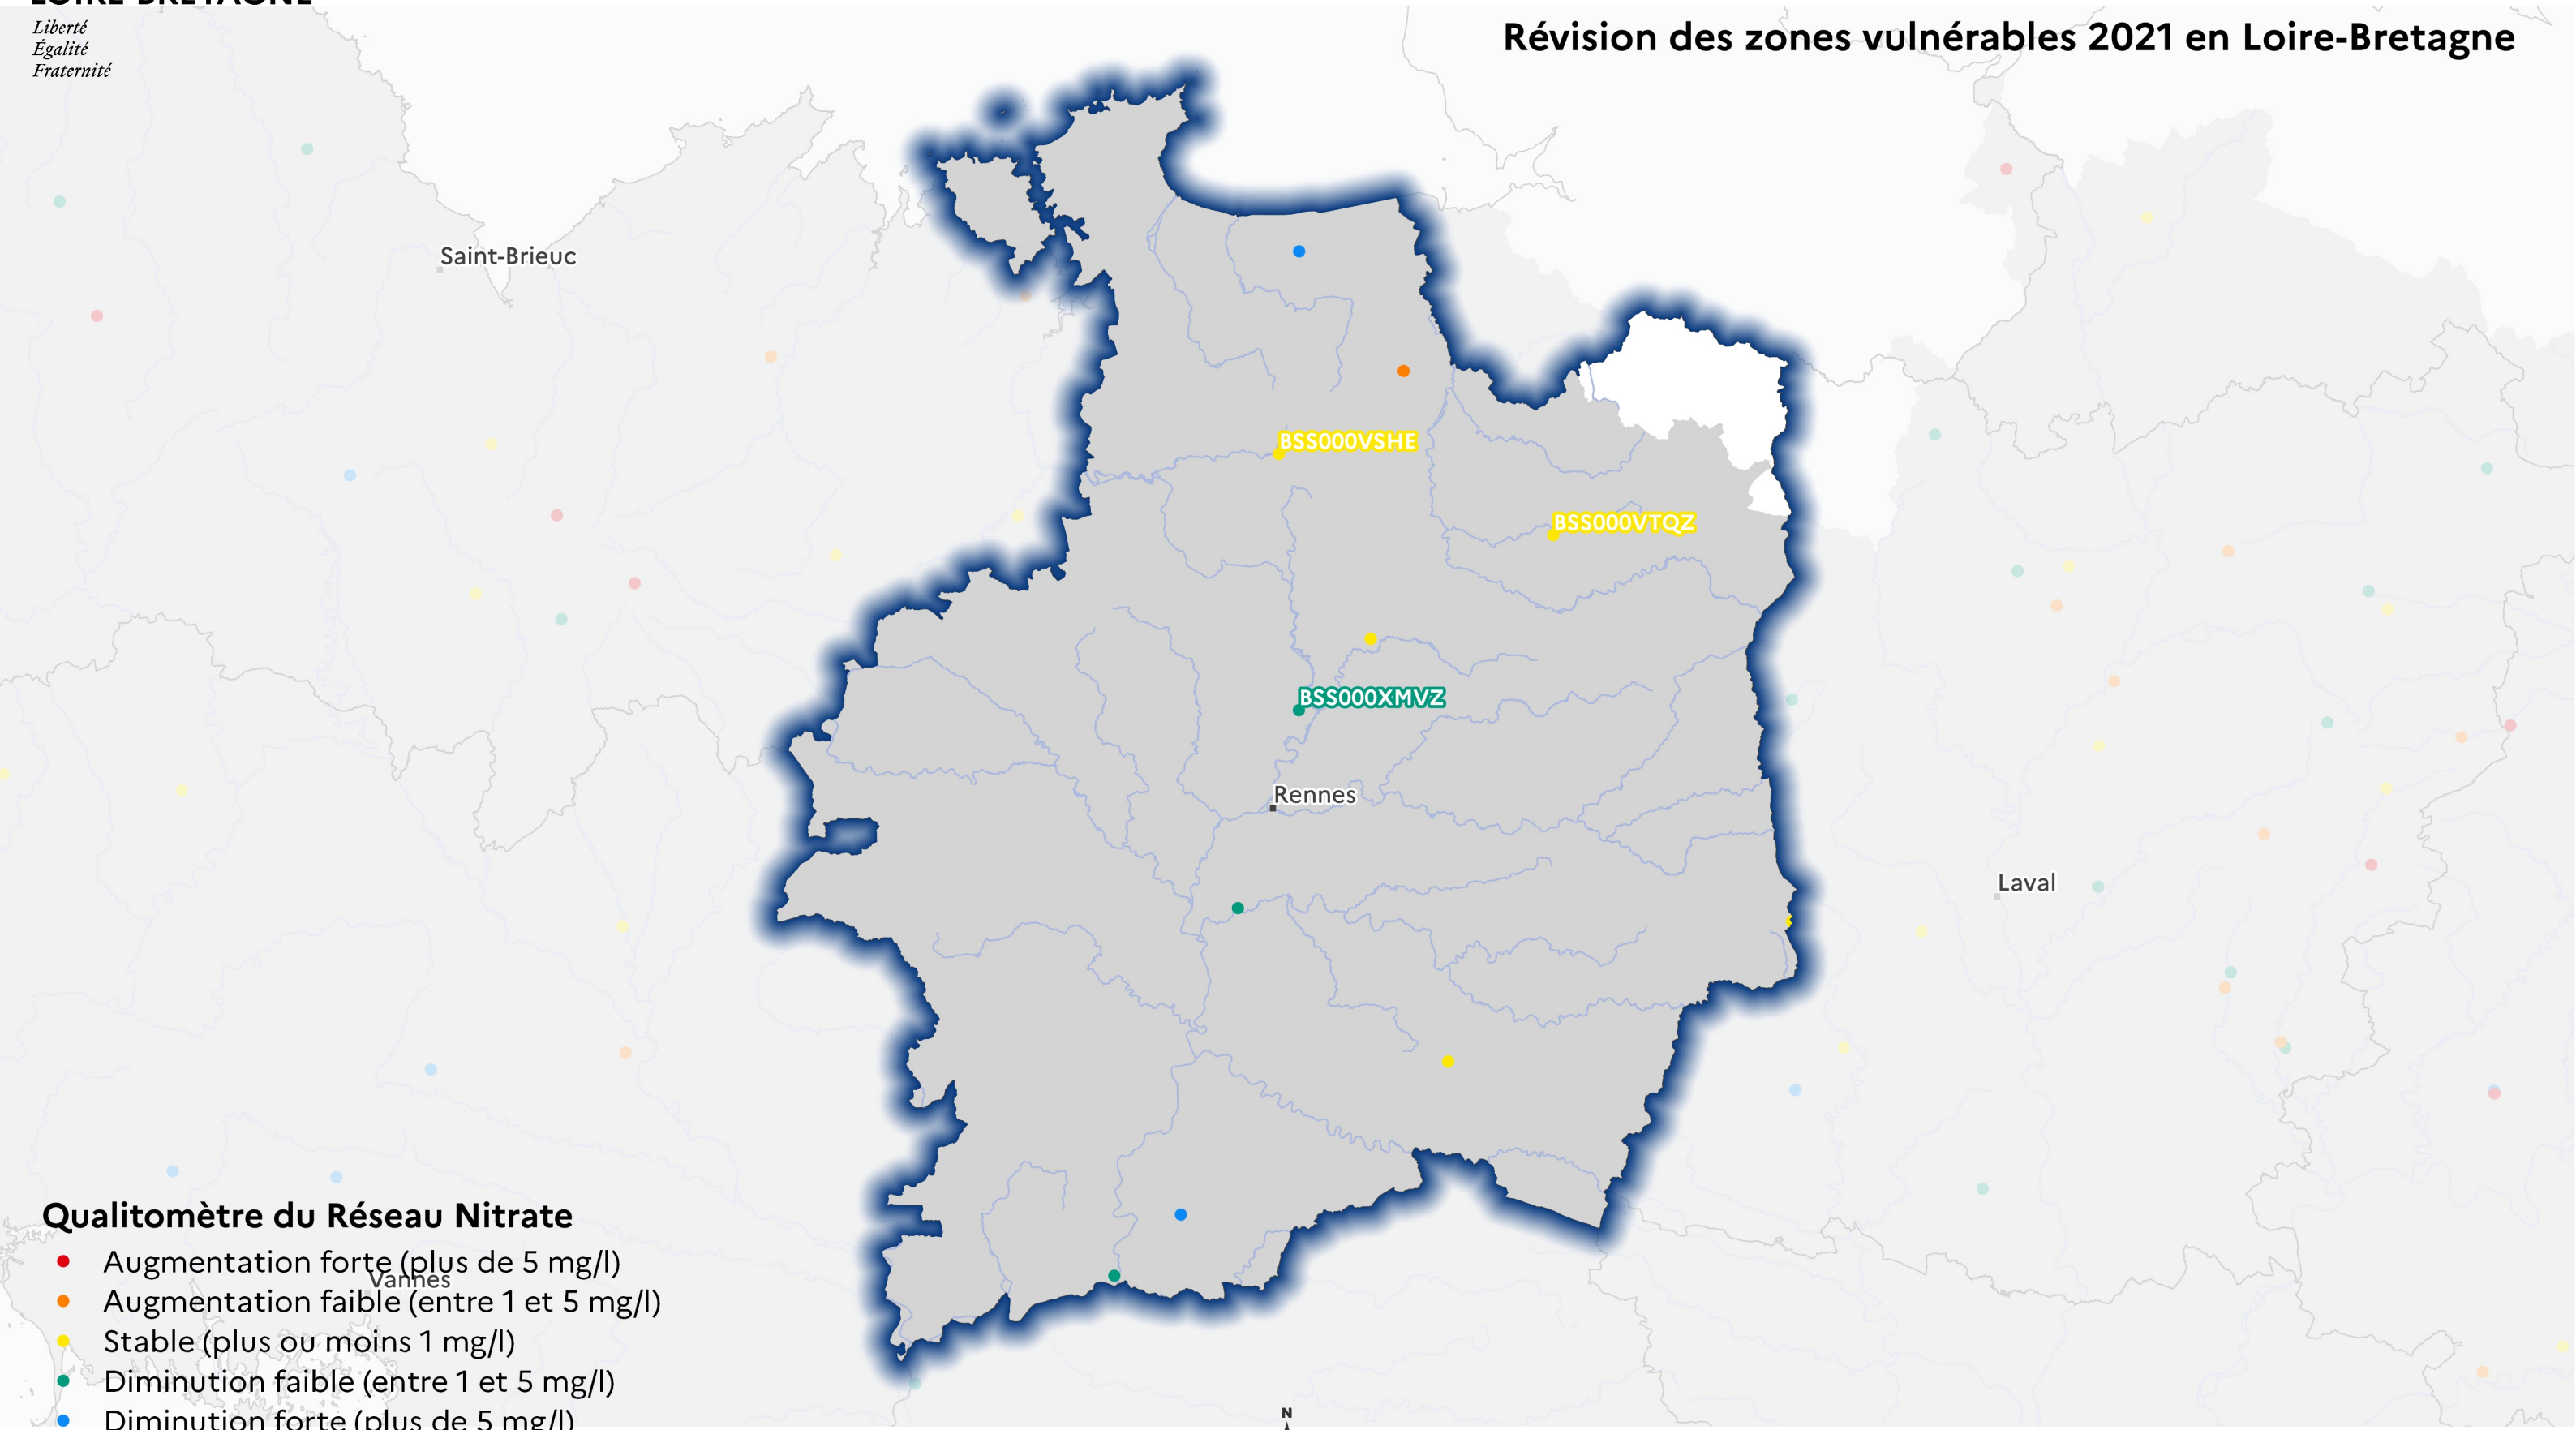 LOIRE-BRETAGNE
Liberté
Égalité
Fraternité
Révision des zones vulnérables 2021 en Loire-Bretagne
Saint-Brieuc
BSS000VSHE
BSS000VTQZ
BSS000XMVZ
Rennes
Laval
Vannes
Qualitomètre du Réseau Nitrate
Augmentation forte (plus de 5 mg/l)
Augmentation faible (entre 1 et 5 mg/l)
Stable (plus ou moins 1 mg/l)
Diminution faible (entre 1 et 5 mg/l)
Diminution forte (plus de 5 mg/l)
N